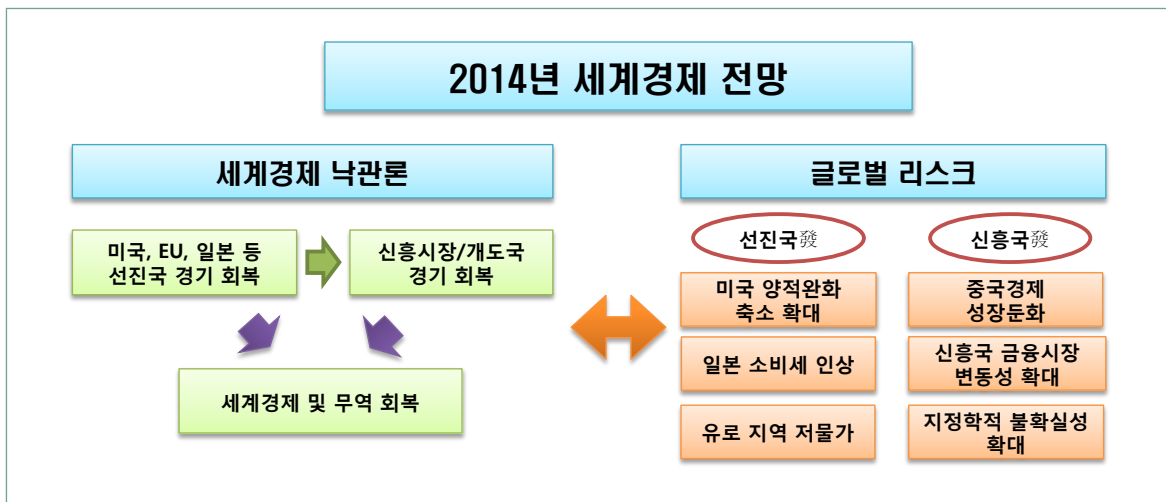 2014년 세계경제 전망
세계경제 낙관론
미국, EU, 일본 등
선진국 경기 회복
신흥시장/개도국
경기 회복
세계경제 및 무역 회복
글로벌 리스크
선진국發
미국 양적완화
축소 확대
일본 소비세 인상
유로 지역 저물가
신흥국發
중국경제
성장둔화
신흥국 금융시장
변동성 확대
지정학적 불확실성
확대